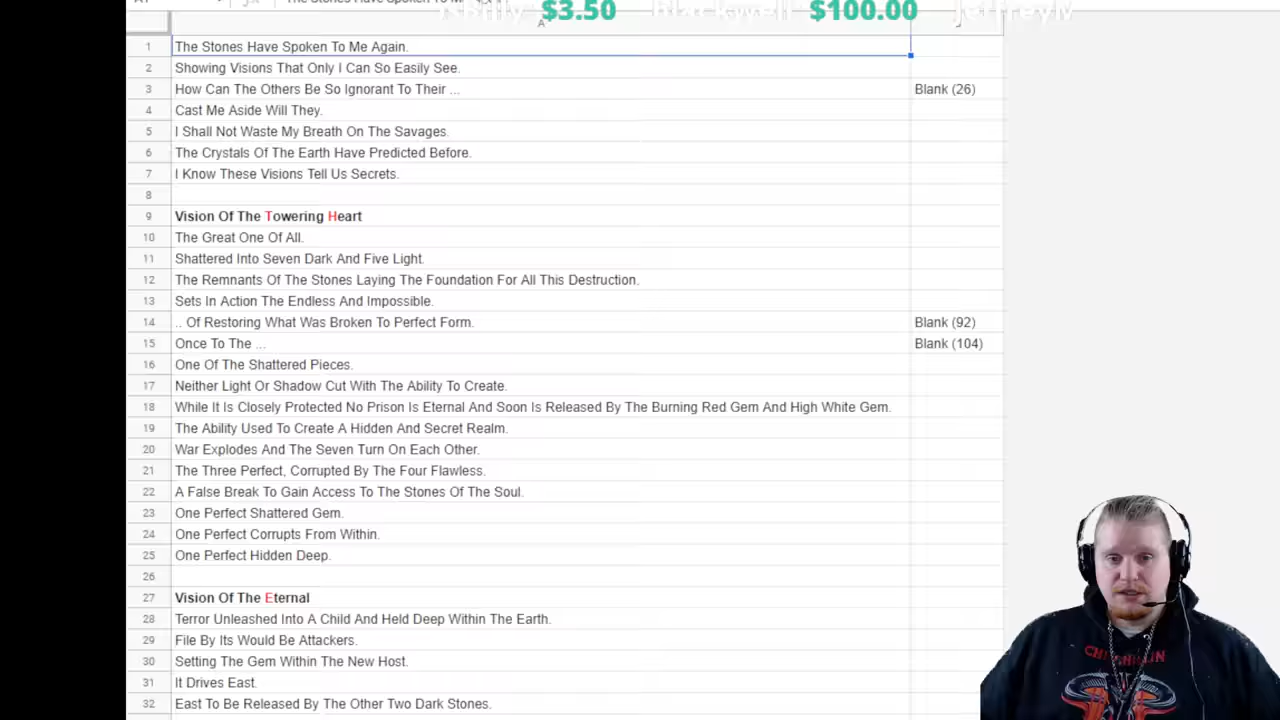 $3.50 $100.00
A
1 The Stones Have Spoken To Me Again.
2 Showing Visions That Only I Can So Easily See.
3 How Can The Others Be So Ignorant To Their ... Blank (26)
4 Cast Me Aside Will They.
5 I Shall Not Waste My Breath On The Savages.
6 The Crystals Of The Earth Have Predicted Before.
7 I Know These Visions Tell Us Secrets.
8
9 Vision Of The Towering Heart
10 The Great One Of All.
11 Shattered Into Seven Dark And Five Light.
12 The Remnants Of The Stones Laying The Foundation For All This Destruction.
13 Sets In Action The Endless And Impossible.
14 .. Of Restoring What Was Broken To Perfect Form. Blank (92)
15 Once To The ... Blank (104)
16 One Of The Shattered Pieces.
17 Neither Light Or Shadow Cut With The Ability To Create.
18 While It Is Closely Protected No Prison Is Eternal And Soon Is Released By The Burning Red Gem And High White Gem.
19 The Ability Used To Create A Hidden And Secret Realm.
20 War Explodes And The Seven Turn On Each Other.
21 The Three Perfect, Corrupted By The Four Flawless.
22 A False Break To Gain Access To The Stones Of The Soul.
23 One Perfect Shattered Gem.
24 One Perfect Corrupts From Within.
25 One Perfect Hidden Deep.
26
27 Vision Of The Eternal
28 Terror Unleashed Into A Child And Held Deep Within The Earth.
29 File By Its Would Be Attackers.
30 Setting The Gem Within The New Host.
31 It Drives East.
32 East To Be Released By The Other Two Dark Stones.